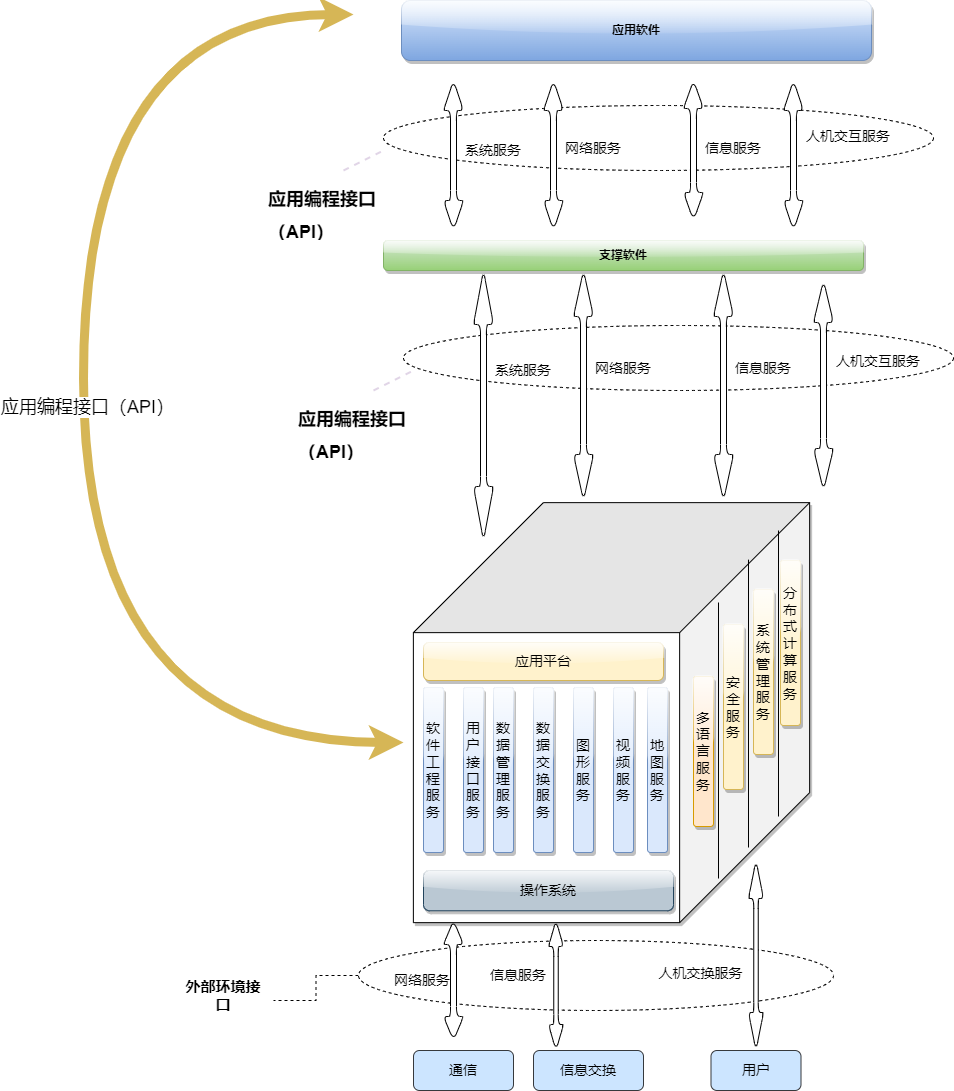 应用软件
系统服务
网络服务
信息服务
人机交互服务
应用编程接口
（API）
支撑软件
系统服务
网络服务
信息服务
人机交互服务
应用编程接口（API）
应用编程接口
（API）
应用平台
软件工程服务
用户接口服务
数据管理服务
数据交换服务
图形服务
视频服务
地图服务
多语言服务
安全服务
系统管理服务
分布式计算服务
操作系统
外部环境接
口
网络服务
信息服务
人机交换服务
通信
信息交换
用户